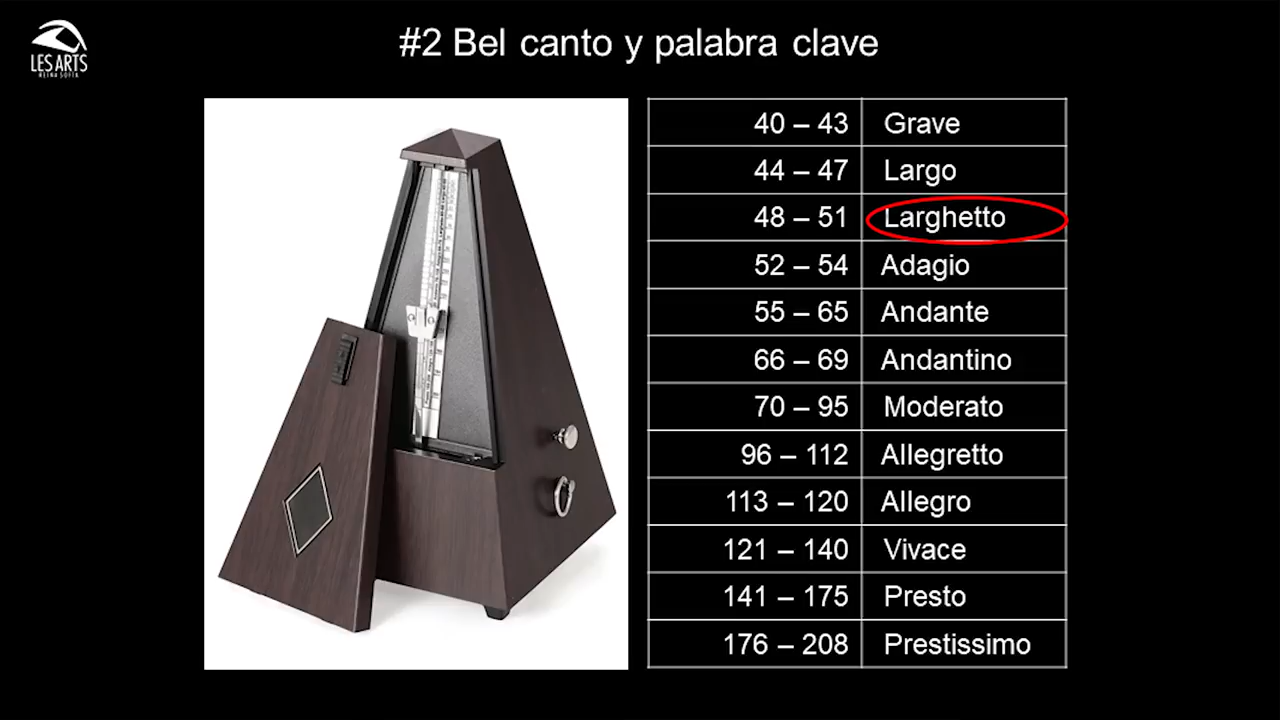 #2 Bel canto y palabra clave
LES ARTS
REINA SOFÍA
40 – 43 Grave
44 – 47 Largo
48 – 51 Larghetto
52 – 54 Adagio
55 – 65 Andante
66 – 69 Andantino
70 – 95 Moderato
96 – 112 Allegretto
113 – 120 Allegro
121 – 140 Vivace
141 – 175 Presto
176 – 208 Prestissimo